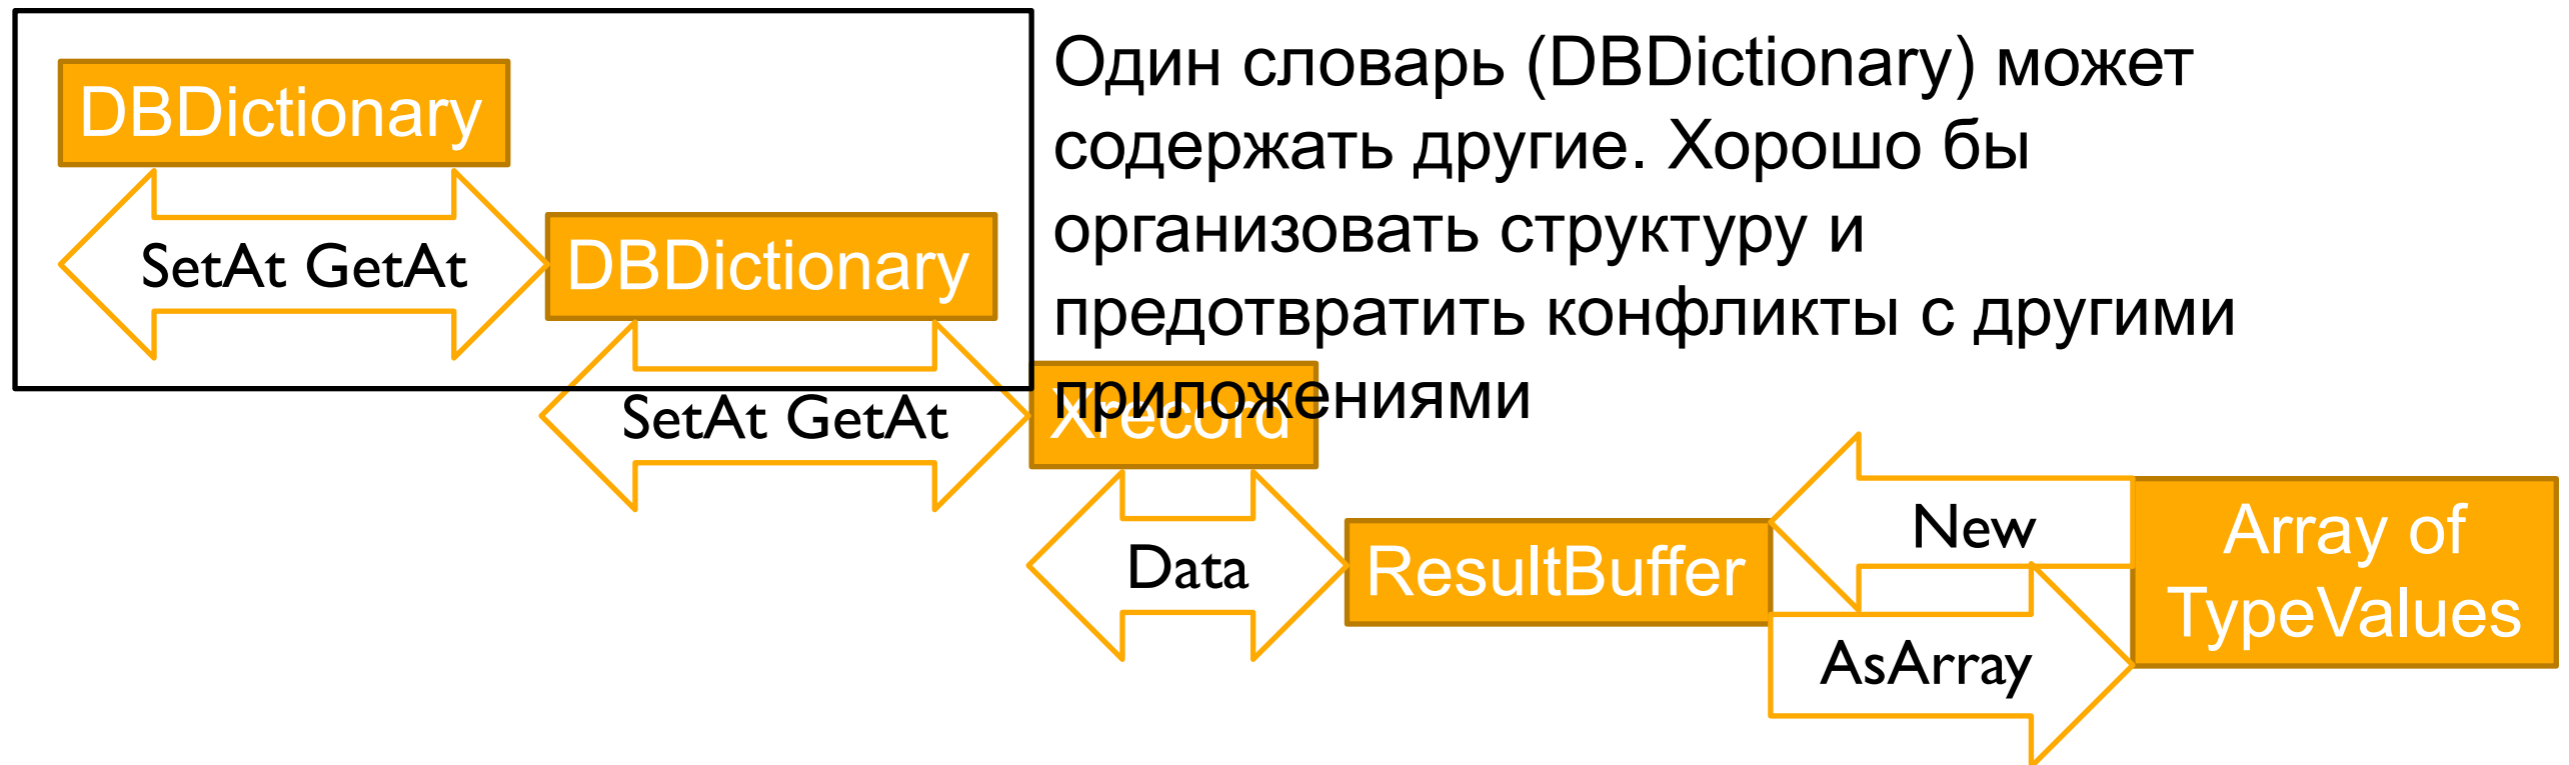 DBDictionary
SetAt GetAt
DBDictionary
Один словарь (DBDictionary) может
содержать другие. Хорошо бы
организовать структуру и
предотвратить конфликты с другими
приложениями
SetAt GetAt
Xrecord
Data
ResultBuffer
New
AsArray
Array of
TypeValues